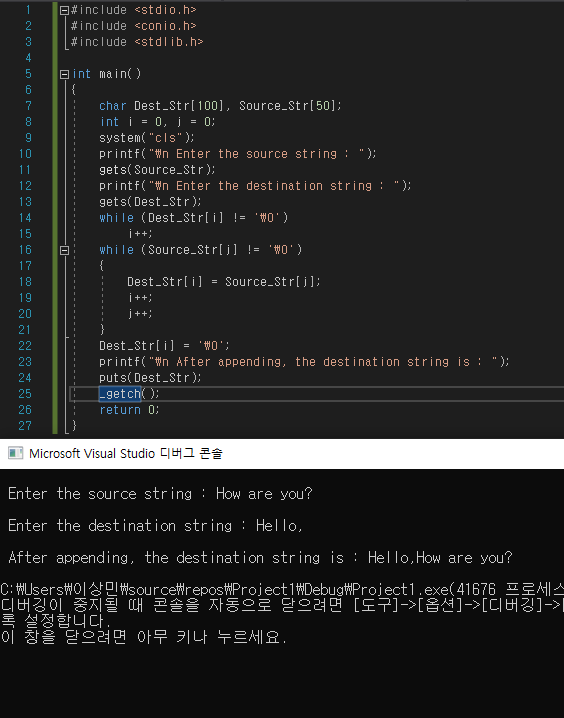 1 #include <stdio.h>
2 #include <conio.h>
3 #include <stdlib.h>
4
5 int main()
6 {
7 char Dest_Str[100], Source_Str[50];
8 int i = 0, j = 0;
9 system("cls");
10 printf("₩n Enter the source string : ");
11 gets(Source_Str);
12 printf("₩n Enter the destination string : ");
13 gets(Dest_Str);
14 while (Dest_Str[i] != '₩0')
15 i++;
16 while (Source_Str[j] != '₩0')
17 {
18 Dest_Str[i] = Source_Str[j];
19 i++;
20 j++;
21 }
22 Dest_Str[i] = '₩0';
23 printf("₩n After appending, the destination string is : ");
24 puts(Dest_Str);
25 _getch();
26 return 0;
27 }
Microsoft Visual Studio 디버그 콘솔
Enter the source string : How are you?
Enter the destination string : Hello,
After appending, the destination string is : Hello,How are you?
C:₩Users₩이상민₩source₩repos₩Project1₩Debug₩Project1.exe(41676 프로세스
디버깅이 중지될 때 콘솔을 자동으로 닫으려면 [도구]->[옵션]->[디버깅]->[
록 설정합니다.
이 창을 닫으려면 아무 키나 누르세요.